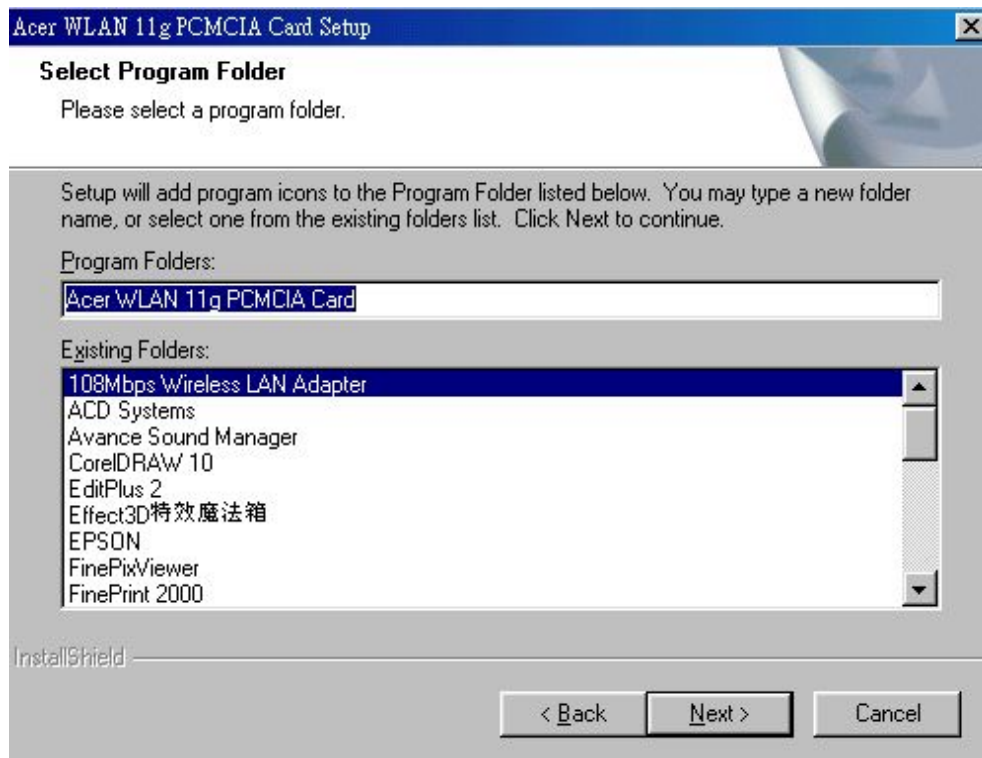 Acer WLAN 11g PCMCIA Card Setup
Select Program Folder
Please select a program folder.
Setup will add program icons to the Program Folder listed below. You may type a new folder
name, or select one from the existing folders list. Click Next to continue.
Program Folders:
Acer WLAN 11g PCMCIA Card
Existing Folders:
108Mbps Wireless LAN Adapter
ACD Systems
Avance Sound Manager
CorelDRAW 10
EditPlus 2
Effect3D特效魔法箱
EPSON
FinePixViewer
FinePrint 2000
InstallShield
< Back
Next >
Cancel